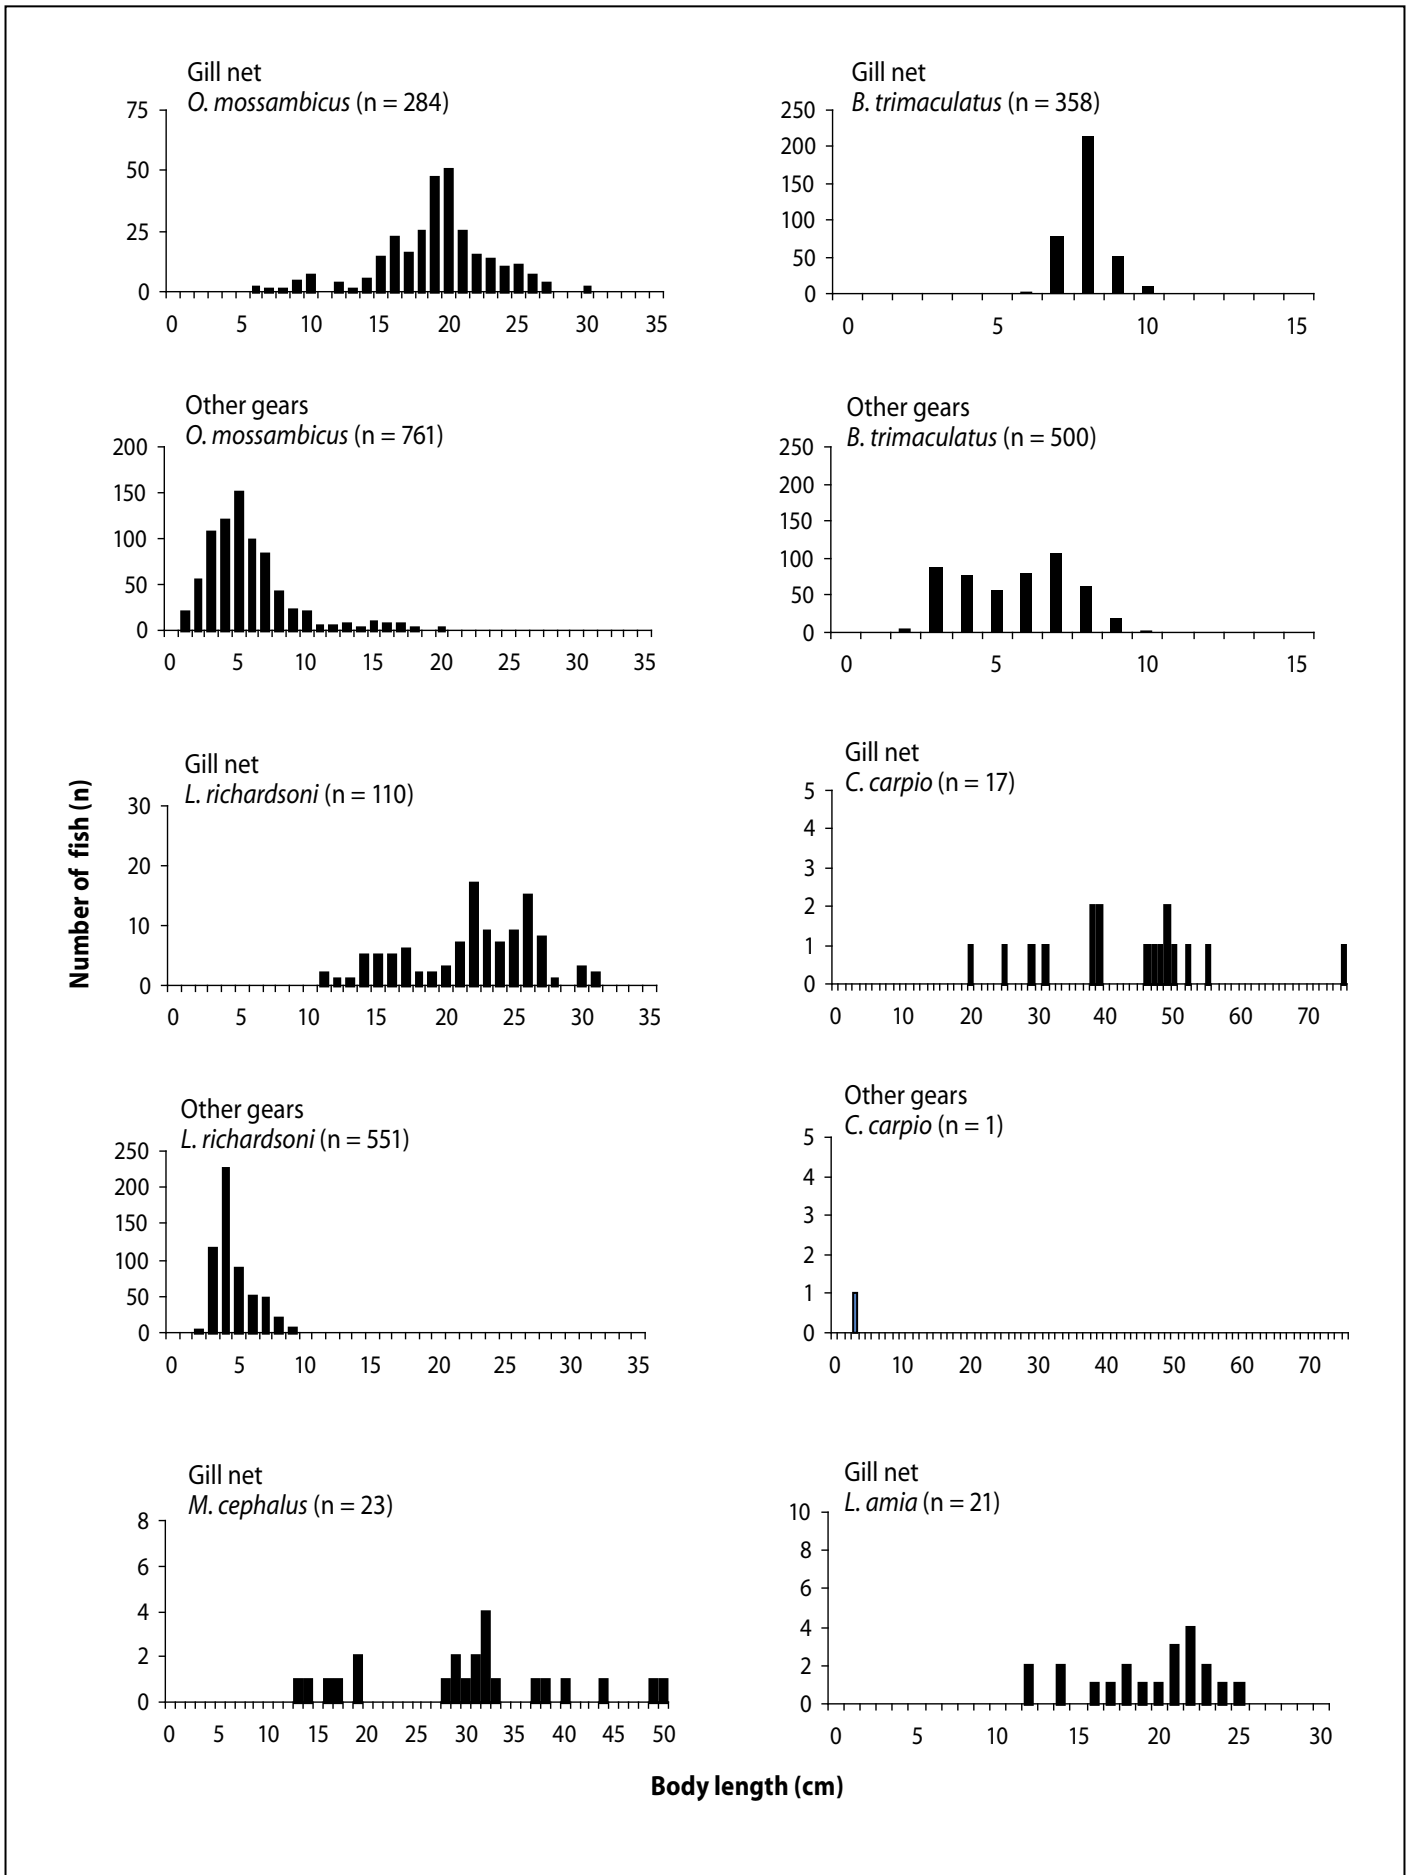 Gill net
O. mossambicus (n = 284)
75
50
25
0
0 5 10 15 20 25 30 35
Gill net
B. trimaculatus (n = 358)
250
200
150
100
50
0
0 5 10 15
Other gears
O. mossambicus (n = 761)
200
150
100
50
0
0 5 10 15 20 25 30 35
Other gears
B. trimaculatus (n = 500)
250
200
150
100
50
0
0 5 10 15
Number of fish (n)
Gill net
L. richardsoni (n = 110)
30
20
10
0
0 5 10 15 20 25 30 35
Gill net
C. carpio (n = 17)
5
4
3
2
1
0
0 10 20 30 40 50 60 70
Other gears
L. richardsoni (n = 551)
250
200
150
100
50
0
0 5 10 15 20 25 30 35
Other gears
C. carpio (n = 1)
5
4
3
2
1
0
0 10 20 30 40 50 60 70
Gill net
M. cephalus (n = 23)
8
6
4
2
0
0 5 10 15 20 25 30 35 40 45 50
Gill net
L. amia (n = 21)
10
8
6
4
2
0
0 5 10 15 20 25 30
Body length (cm)